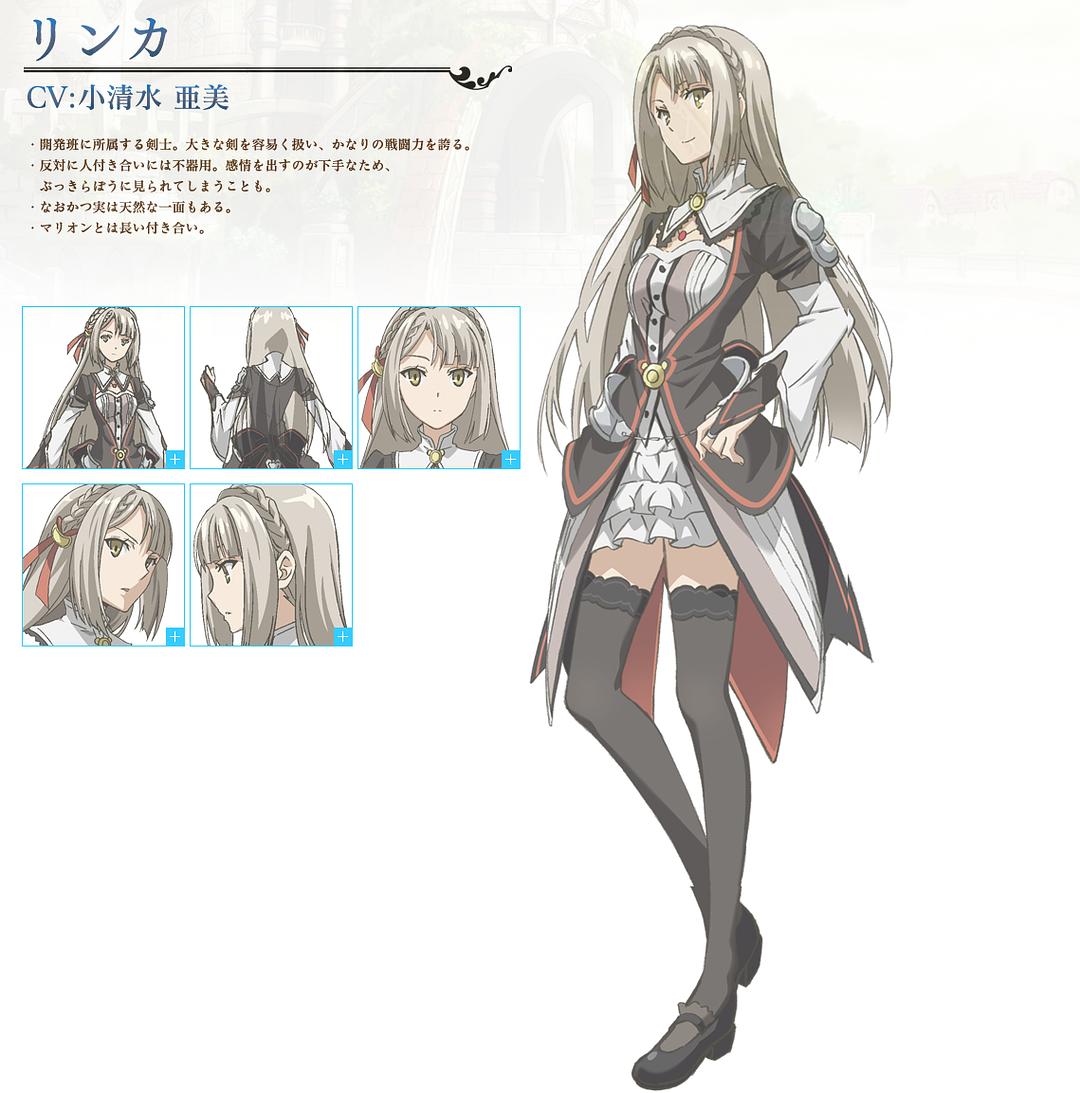 リンカ
CV:小清水 亜美
・開発班に所属する剣士。大きな剣を容易く扱い、かなりの戦闘力を誇る。
・反対に人付き合いには不器用。感情を出すのが下手なため、
ぶっきらぼうに見られてしまうことも。
・なおかつ実は天然な一面もある。
・マリオンとは長い付き合い。